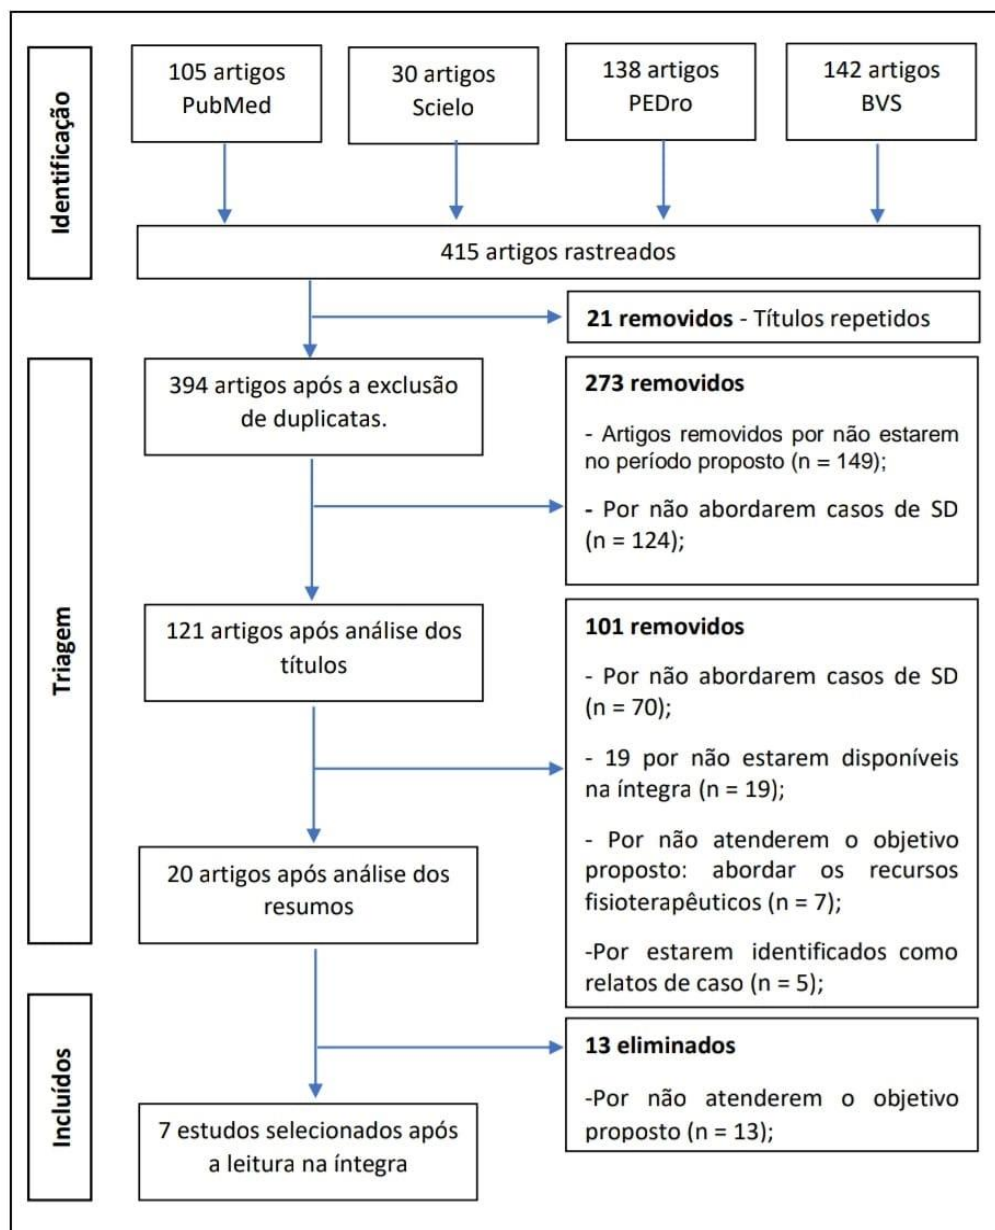 Identificação
105 artigos
PubMed
30 artigos
Scielo
138 artigos
PEDro
142 artigos
BVS
415 artigos rastreados
21 removidos - Títulos repetidos
Triagem
394 artigos após a exclusão
de duplicatas.
273 removidos
- Artigos removidos por não estarem
no período proposto (n = 149);
- Por não abordarem casos de SD
(n = 124);
121 artigos após análise dos
títulos
101 removidos
- Por não abordarem casos de SD
(n = 70);
- 19 por não estarem disponíveis
na íntegra (n = 19);
- Por não atenderem o objetivo
proposto: abordar os recursos
fisioterapêuticos (n = 7);
-Por estarem identificados como
relatos de caso (n = 5);
20 artigos após análise dos
resumos
Incluídos
13 eliminados
-Por não atenderem o objetivo
proposto (n = 13);
7 estudos selecionados após
a leitura na íntegra